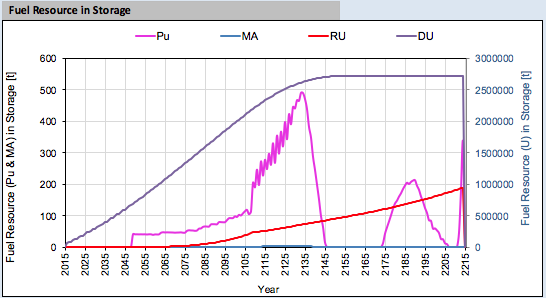 Fuel Resource in Storage
Pu MA RU DU
Fuel Resource (Pu & MA) in Storage [t]
600
500
400
300
200
100
0
3000000
2500000
2000000
1500000
1000000
500000
0
Fuel Resource (U) in Storage [t]
2015 2025 2035 2045 2055 2065 2075 2085 2095 2105 2115 2125 2135 2145 2155 2165 2175 2185 2195 2205 2215
Year